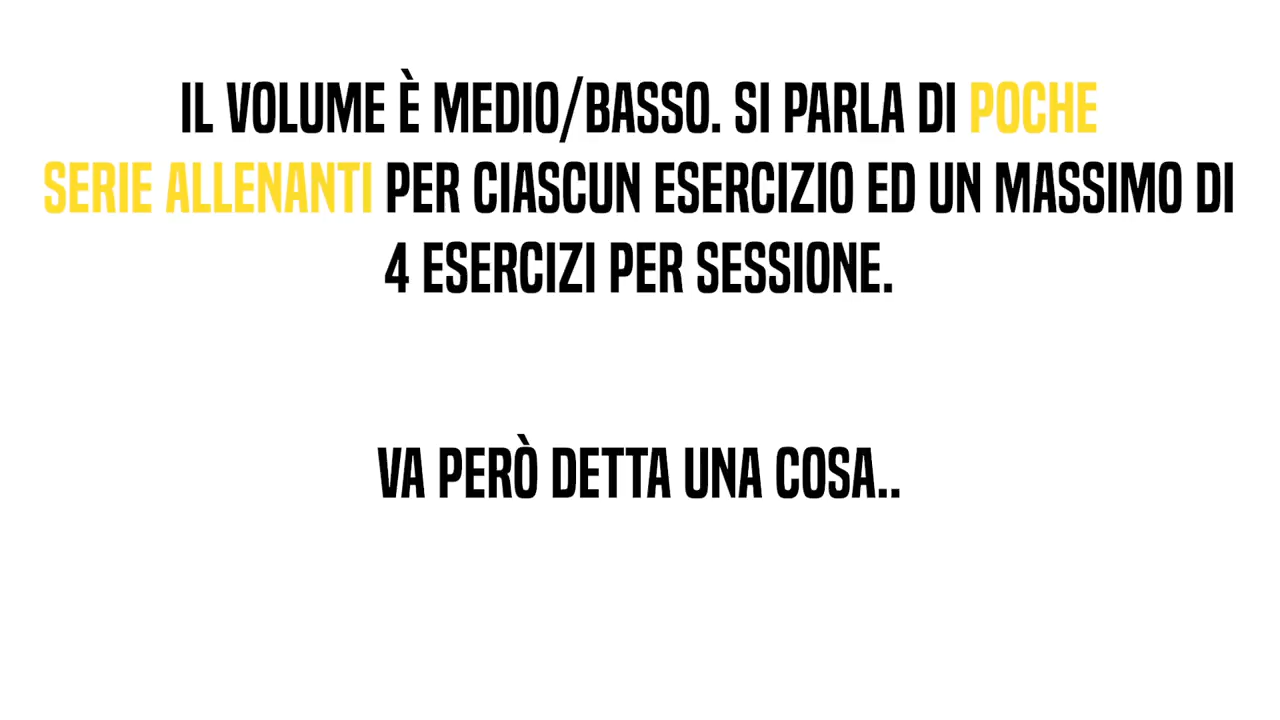 IL VOLUME È MEDIO/BASSO. SI PARLA DI POCHE
SERIE ALLENANTI PER CIASCUN ESERCIZIO ED UN MASSIMO DI
4 ESERCIZI PER SESSIONE.
VA PERÒ DETTA UNA COSA..